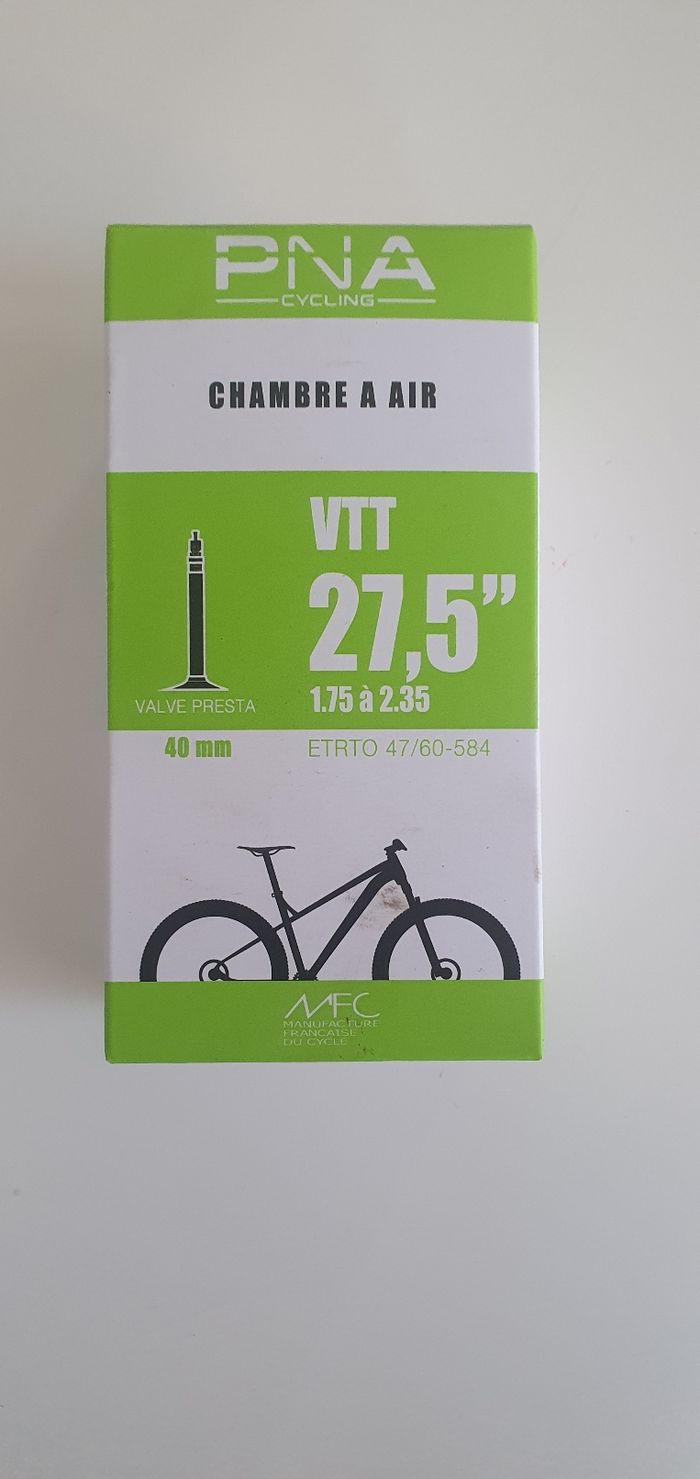 PNA
CYCLING
CHAMBRE A AIR
VTT
27,5”
1.75 à 2.35
VALVE PRESTA
40 mm
ETRTO 47/60-584
MFC
MANUFACTURE
FRANCAISE
DU CYCLE